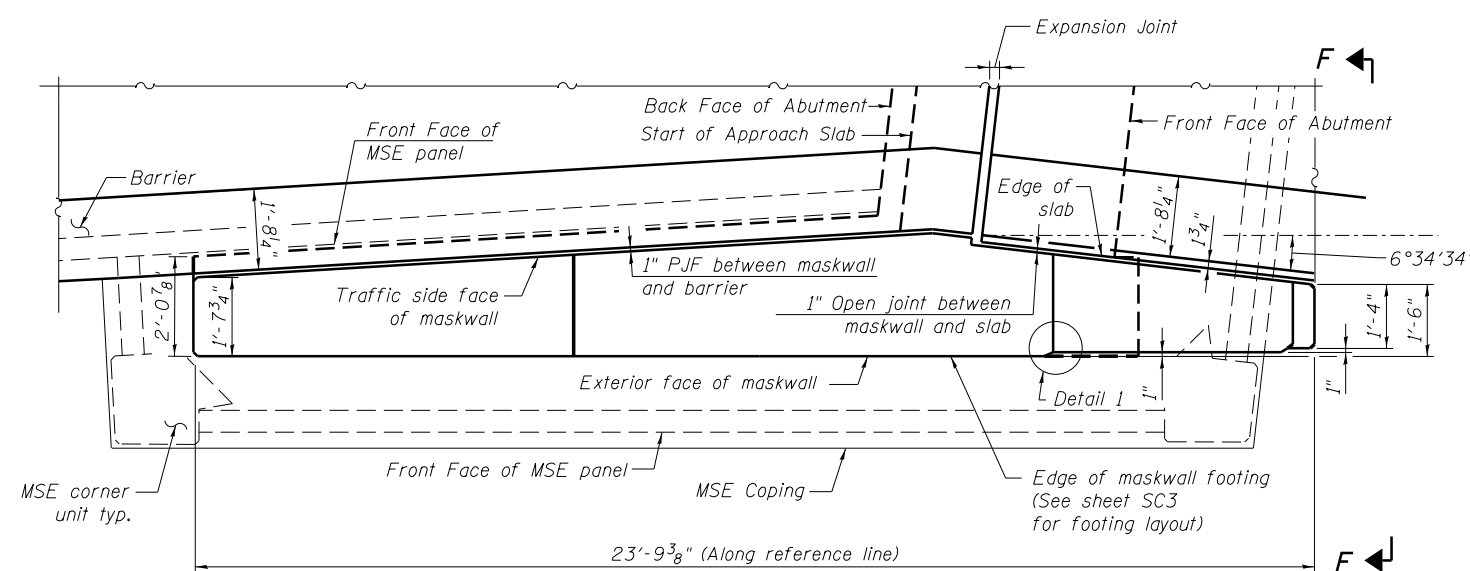 Expansion Joint
F
Back Face of Abutment
Front Face of
MSE panel
Start of Approach Slab
Front Face of Abutment
Barrier
Edge of
slab
1'-8¼"
1'-8¼"
1¾"
6°34'34"
1" PJF between maskwall
and barrier
Traffic side face
of maskwall
2'-0⅞"
1'-7¾"
1" Open joint between
maskwall and slab
1'-4"
1'-6"
Exterior face of maskwall
Detail 1
1"
1"
Front Face of MSE panel
MSE Coping
Edge of maskwall footing
(See sheet SC3
for footing layout)
MSE corner
unit typ.
23'-9⅜" (Along reference line)
F